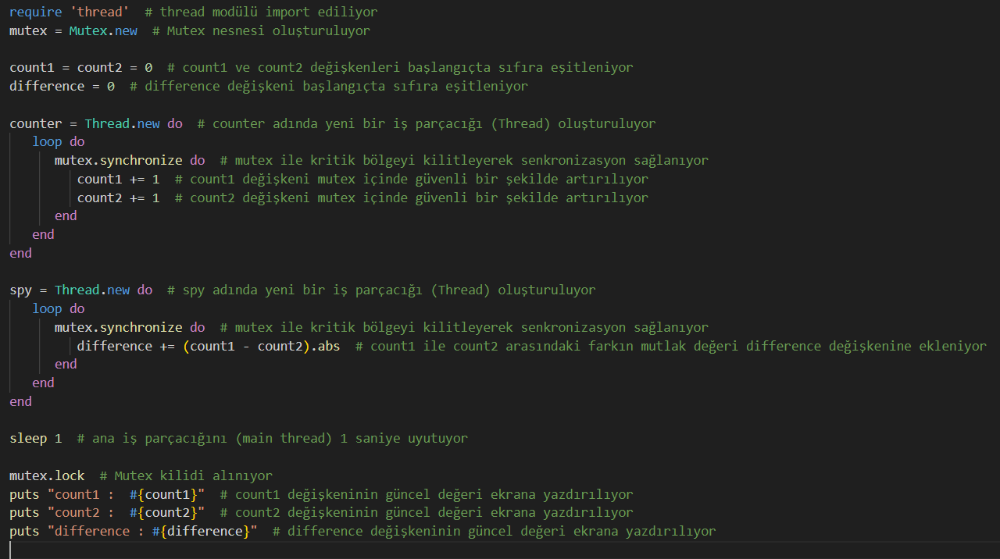 require 'thread'  # thread modülü import ediliyor
mutex = Mutex.new  # Mutex nesnesi oluşturuluyor

count1 = count2 = 0  # count1 ve count2 değişkenleri başlangıçta sıfıra eşitleniyor
difference = 0  # difference değişkeni başlangıçta sıfıra eşitleniyor

counter = Thread.new do  # counter adında yeni bir iş parçacığı (Thread) oluşturuluyor
   loop do
      mutex.synchronize do  # mutex ile kritik bölgeyi kilitleyerek senkronizasyon sağlanıyor
         count1 += 1  # count1 değişkeni mutex içinde güvenli bir şekilde artırılıyor
         count2 += 1  # count2 değişkeni mutex içinde güvenli bir şekilde artırılıyor
      end
   end
end

spy = Thread.new do  # spy adında yeni bir iş parçacığı (Thread) oluşturuluyor
   loop do
      mutex.synchronize do  # mutex ile kritik bölgeyi kilitleyerek senkronizasyon sağlanıyor
         difference += (count1 - count2).abs  # count1 ile count2 arasındaki farkın mutlak değeri difference değişkenine ekleniyor
      end
   end
end

sleep 1  # ana iş parçacığını (main thread) 1 saniye uyutuyor

mutex.lock  # Mutex kilidi alınıyor
puts "count1 :  #{count1}"  # count1 değişkeninin güncel değeri ekrana yazdırılıyor
puts "count2 :  #{count2}"  # count2 değişkeninin güncel değeri ekrana yazdırılıyor
puts "difference : #{difference}"  # difference değişkeninin güncel değeri ekrana yazdırılıyor